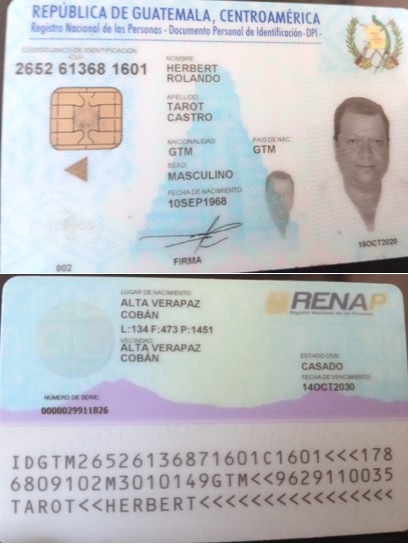 REPÚBLICA DE GUATEMALA, CENTROAMÉRICA
Registro Nacional de las Personas - Documento Personal de Identificación -DPI-
CÓDIGO ÚNICO DE IDENTIFICACIÓN
-CUI-
2652 61368 1601
NOMBRE
HERBERT
ROLANDO
APELLIDO
TAROT
CASTRO
NACIONALIDAD
GTM
PAIS DE NAC.
GTM
SEXO
MASCULINO
FECHA DE NACIMIENTO
10SEP1968
FIRMA
15OCT2020
002
LUGAR DE NACIMIENTO
ALTA VERAPAZ
COBÁN
L:134 F:473 P:1451
VECINDAD
ALTA VERAPAZ
COBÁN
RENAP
Registro Nacional de las Personas
ESTADO CIVIL
CASADO
FECHA DE VENCIMIENTO
14OCT2030
NÚMERO DE SERIE:
0000029911826
IDGTM26526136871601C1601<<<178
6809102M3010149GTM<<9629110035
TAROT<<HERBERT<<<<<<<<<<<<<<<<